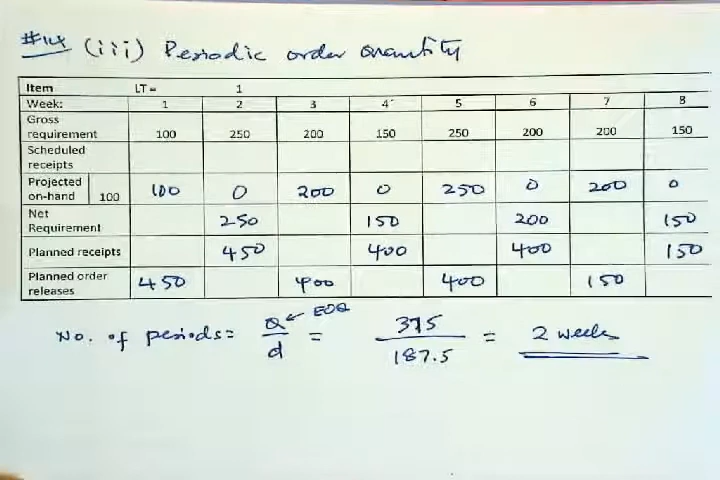 #14 (iii) Periodic order quantity
Item LT= 1
Week: 1 2 3 4 5 6 7 8
Gross requirement 100 250 200 150 250 200 200 150
Scheduled receipts
Projected on-hand 100 100 0 200 0 250 0 200 0
Net Requirement 250 150 200 150
Planned receipts 450 400 400 150
Planned order releases 450 400 400 150
No. of periods = Q ← EOQ / d = 375 / 187.5 = 2 weeks